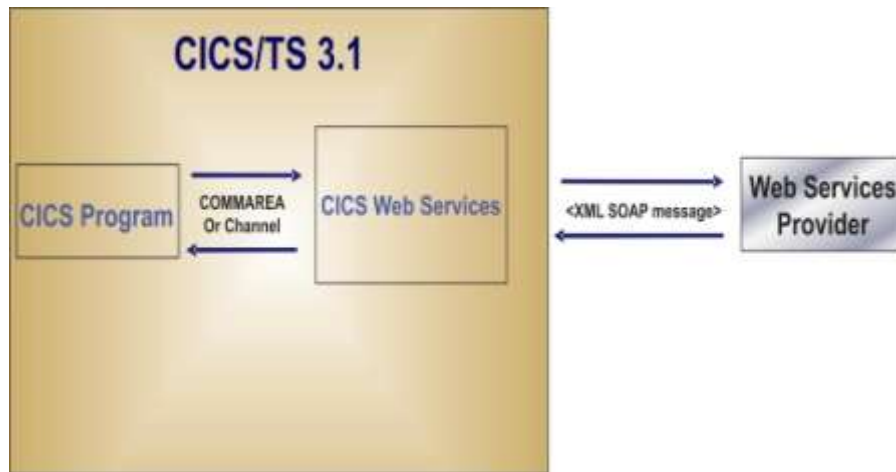 CICS/TS 3.1
CICS Program
COMMAREA
Or Channel
CICS Web Services
<XML SOAP message>
Web Services
Provider